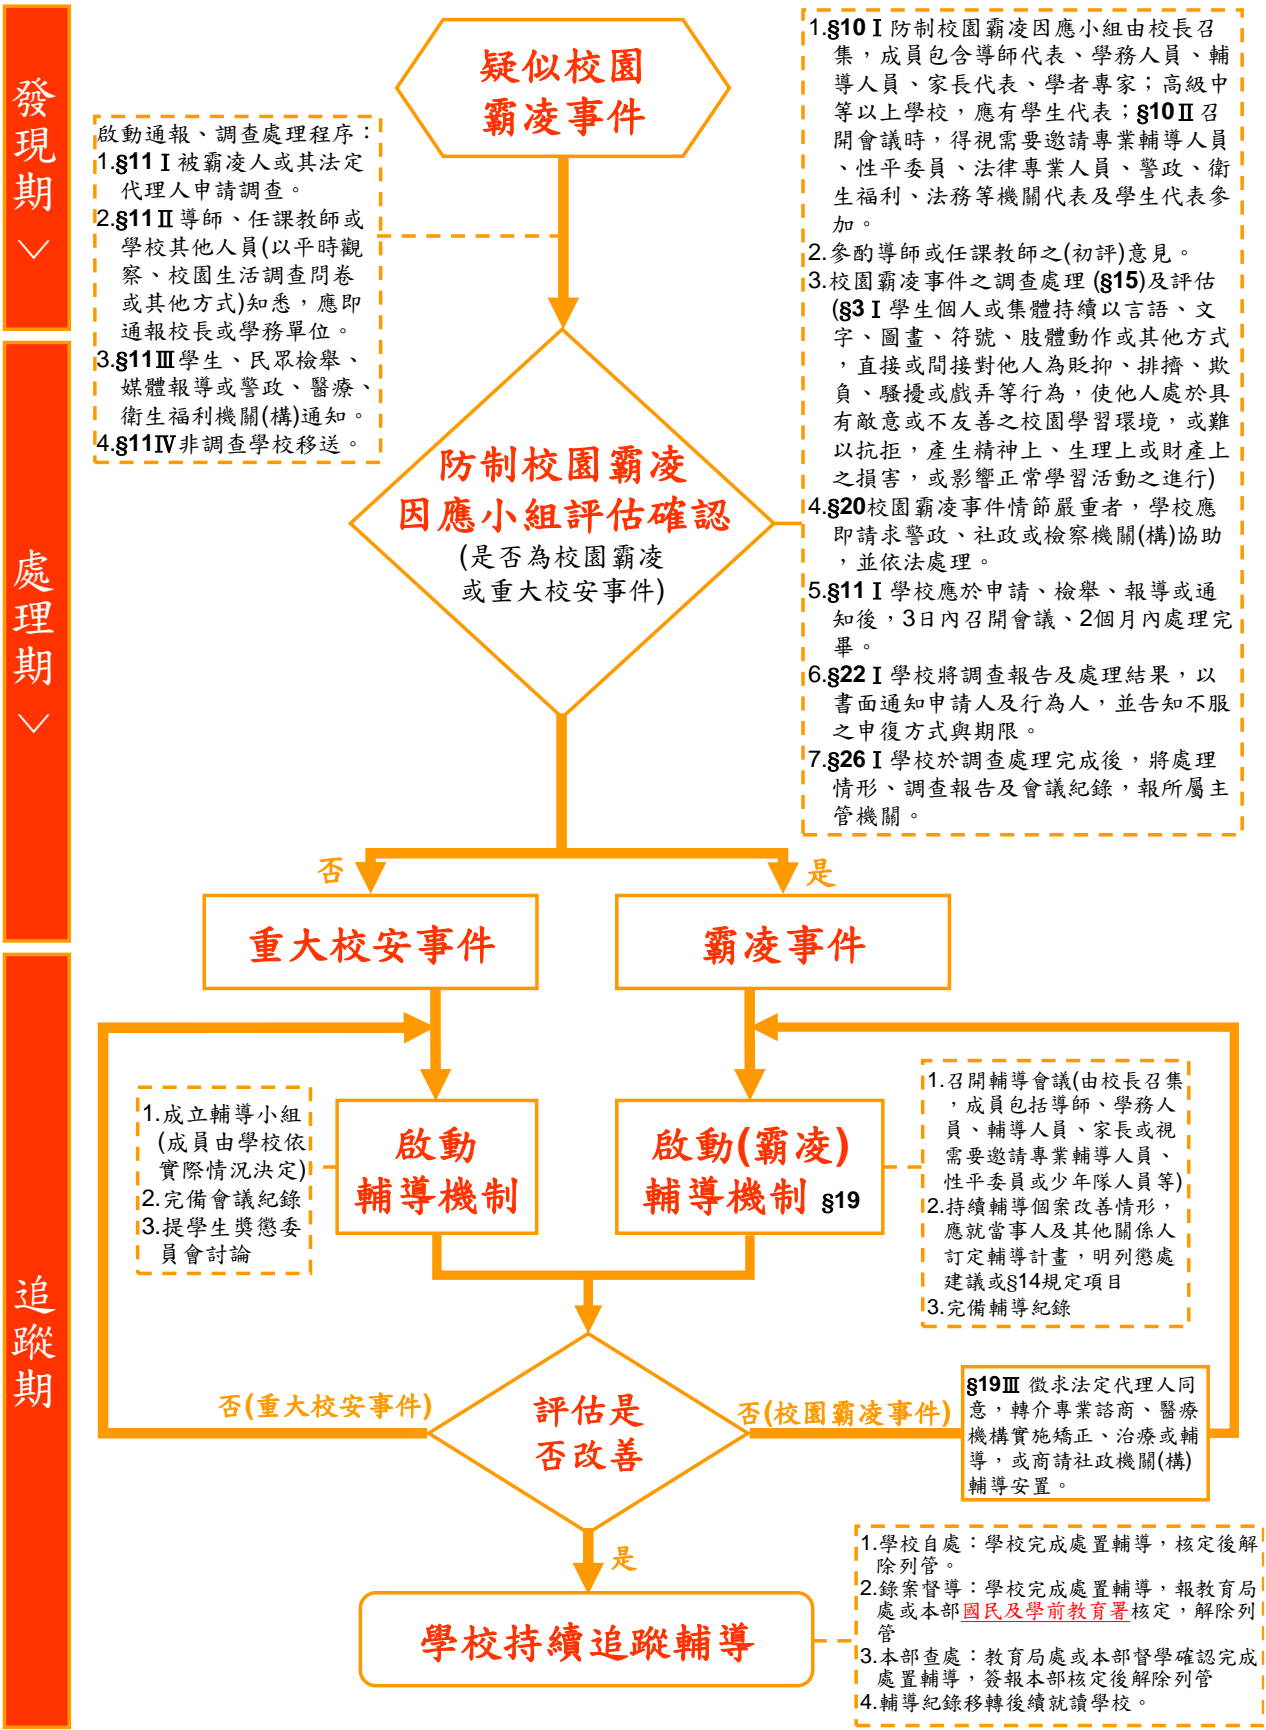 發現期﹀
疑似校園
霸凌事件
啟動通報、調查處理程序：
1.§11Ⅰ被霸凌人或其法定
代理人申請調查。
2.§11Ⅱ導師、任課教師或
學校其他人員(以平時觀
察、校園生活調查問卷
或其他方式)知悉，應即
通報校長或學務單位。
3.§11Ⅲ學生、民眾檢舉、
媒體報導或警政、醫療、
衛生福利機關(構)通知。
4.§11Ⅳ非調查學校移送。
1.§10Ⅰ防制校園霸凌因應小組由校長召
集，成員包含導師代表、學務人員、輔
導人員、家長代表、學者專家；高級中
等以上學校，應有學生代表；§10Ⅱ召
開會議時，得視需要邀請專業輔導人員
、性平委員、法律專業人員、警政、衛
生福利、法務等機關代表及學生代表參
加。
2.參酌導師或任課教師之(初評)意見。
3.校園霸凌事件之調查處理 (§15)及評估
(§3Ⅰ學生個人或集體持續以言語、文
字、圖畫、符號、肢體動作或其他方式
，直接或間接對他人為貶抑、排擠、欺
負、騷擾或戲弄等行為，使他人處於具
有敵意或不友善之校園學習環境，或難
以抗拒，產生精神上、生理上或財產上
之損害，或影響正常學習活動之進行)
4.§20校園霸凌事件情節嚴重者，學校應
即請求警政、社政或檢察機關(構)協助
，並依法處理。
5.§11Ⅰ學校應於申請、檢舉、報導或通
知後，3日內召開會議、2個月內處理完
畢。
6.§22Ⅰ學校將調查報告及處理結果，以
書面通知申請人及行為人，並告知不服
之申復方式與期限。
7.§26Ⅰ學校於調查處理完成後，將處理
情形、調查報告及會議紀錄，報所屬主
管機關。
處理期﹀
防制校園霸凌
因應小組評估確認
(是否為校園霸凌
或重大校安事件)
否
是
重大校安事件
霸凌事件
追蹤期
1.成立輔導小組
(成員由學校依
實際情況決定)
2.完備會議紀錄
3.提學生獎懲委
員會討論
啟動
輔導機制
啟動(霸凌)
輔導機制 §19
1.召開輔導會議(由校長召集
，成員包括導師、學務人
員、輔導人員、家長或視
需要邀請專業輔導人員、
性平委員或少年隊人員等)
2.持續輔導個案改善情形，
應就當事人及其他關係人
訂定輔導計畫，明列懲處
建議或§14規定項目
3.完備輔導紀錄
否(重大校安事件)
評估是
否改善
否(校園霸凌事件)
§19Ⅲ 徵求法定代理人同
意，轉介專業諮商、醫療
機構實施矯正、治療或輔
導，或商請社政機關(構)
輔導安置。
是
學校持續追蹤輔導
1.學校自處：學校完成處置輔導，核定後解
除列管。
2.錄案督導：學校完成處置輔導，報教育局
處或本部國民及學前教育署核定，解除列
管
3.本部查處：教育局處或本部督學確認完成
處置輔導，簽報本部核定後解除列管
4.輔導紀錄移轉後續就讀學校。